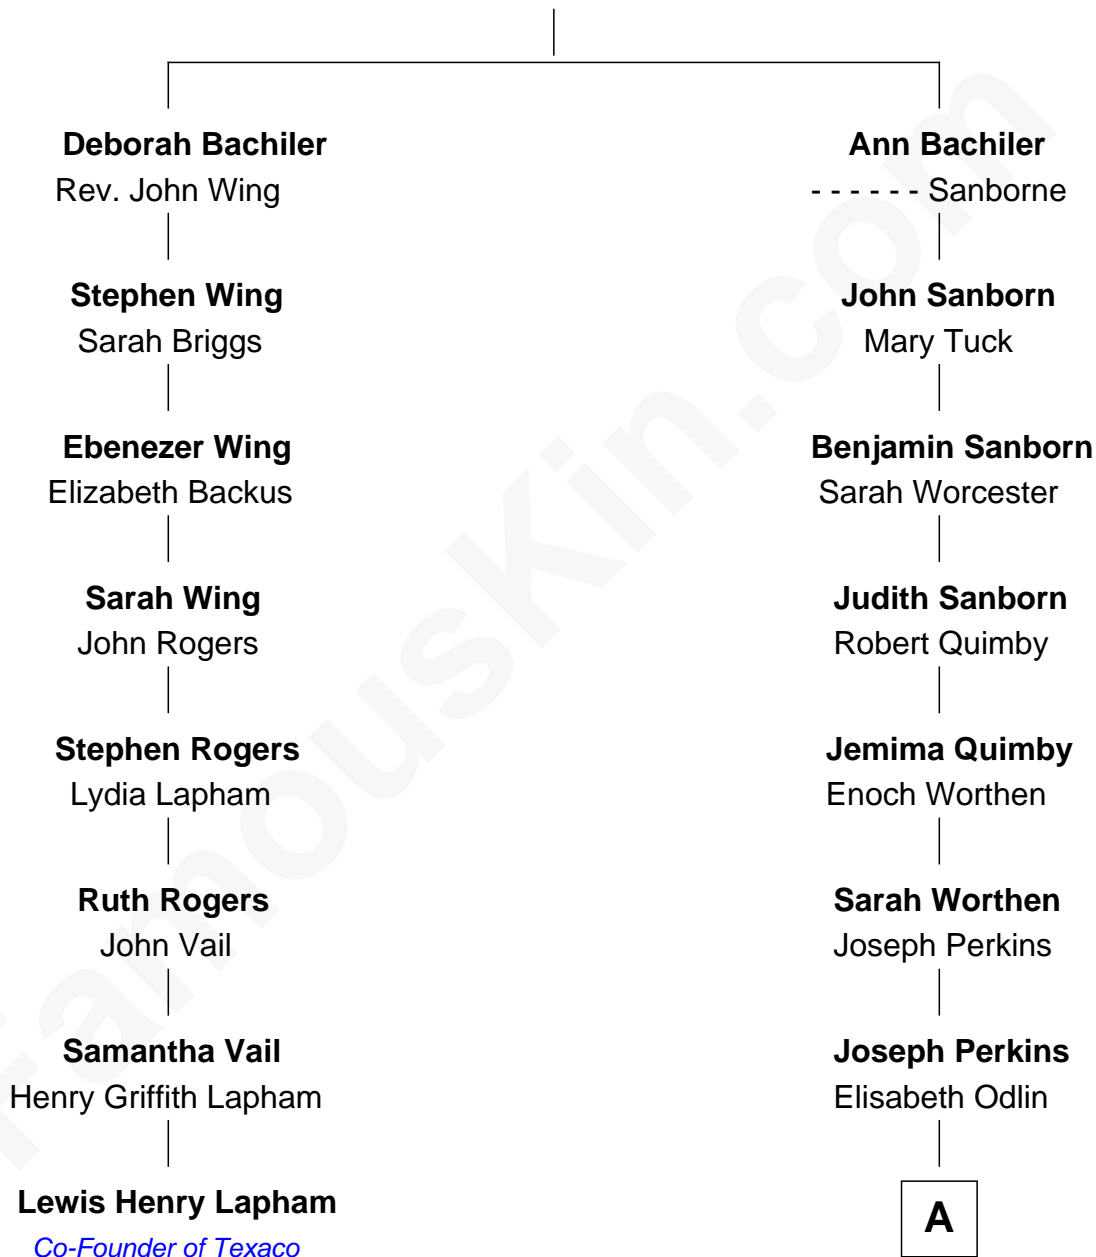 Deborah Bachiler
Rev. John Wing
Stephen Wing
Sarah Briggs
Ebenezer Wing
Elizabeth Backus
Sarah Wing
John Rogers
Stephen Rogers
Lydia Lapham
Ruth Rogers
John Vail
Samantha Vail
Henry Griffith Lapham
Lewis Henry Lapham
Co-Founder of Texaco
Ann Bachiler
- - - - - - Sanborne
John Sanborn
Mary Tuck
Benjamin Sanborn
Sarah Worcester
Judith Sanborn
Robert Quimby
Jemima Quimby
Enoch Worthen
Sarah Worthen
Joseph Perkins
Joseph Perkins
Elisabeth Odlin
A
FamousKin.com